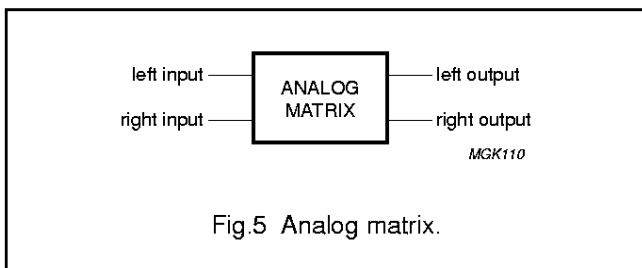 left input
ANALOG
MATRIX
left output
right input
right output
MGK110
Fig.5 Analog matrix.